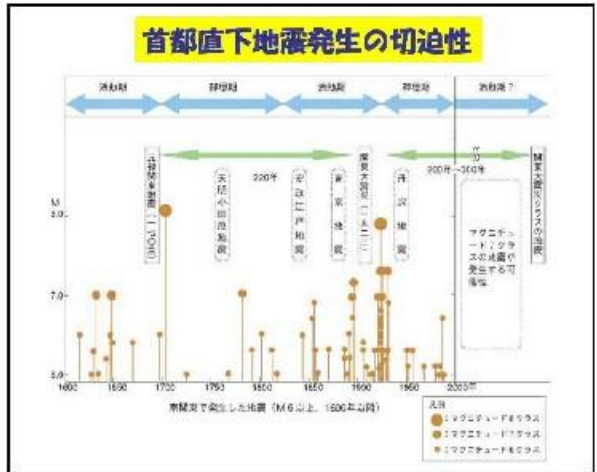 首都直下地震発生の切迫性
活動期
静穏期
活動期
静穏期
活動期?
220年
200年~300年
元禄関東地震(1703)
天明小田原地震
安政江戸地震
東京地震
関東大震災(1923)
丹沢地震
関東大震災クラスの地震
マグニチュード7クラスの地震が発生する可能性
M
8.0
7.0
6.0
1600
1650
1700
1750
1800
1850
1900
1950
2000年
南関東で発生した地震(M6以上、1600年以降)
凡例
:マグニチュード8クラス
:マグニチュード7クラス
:マグニチュード6クラス